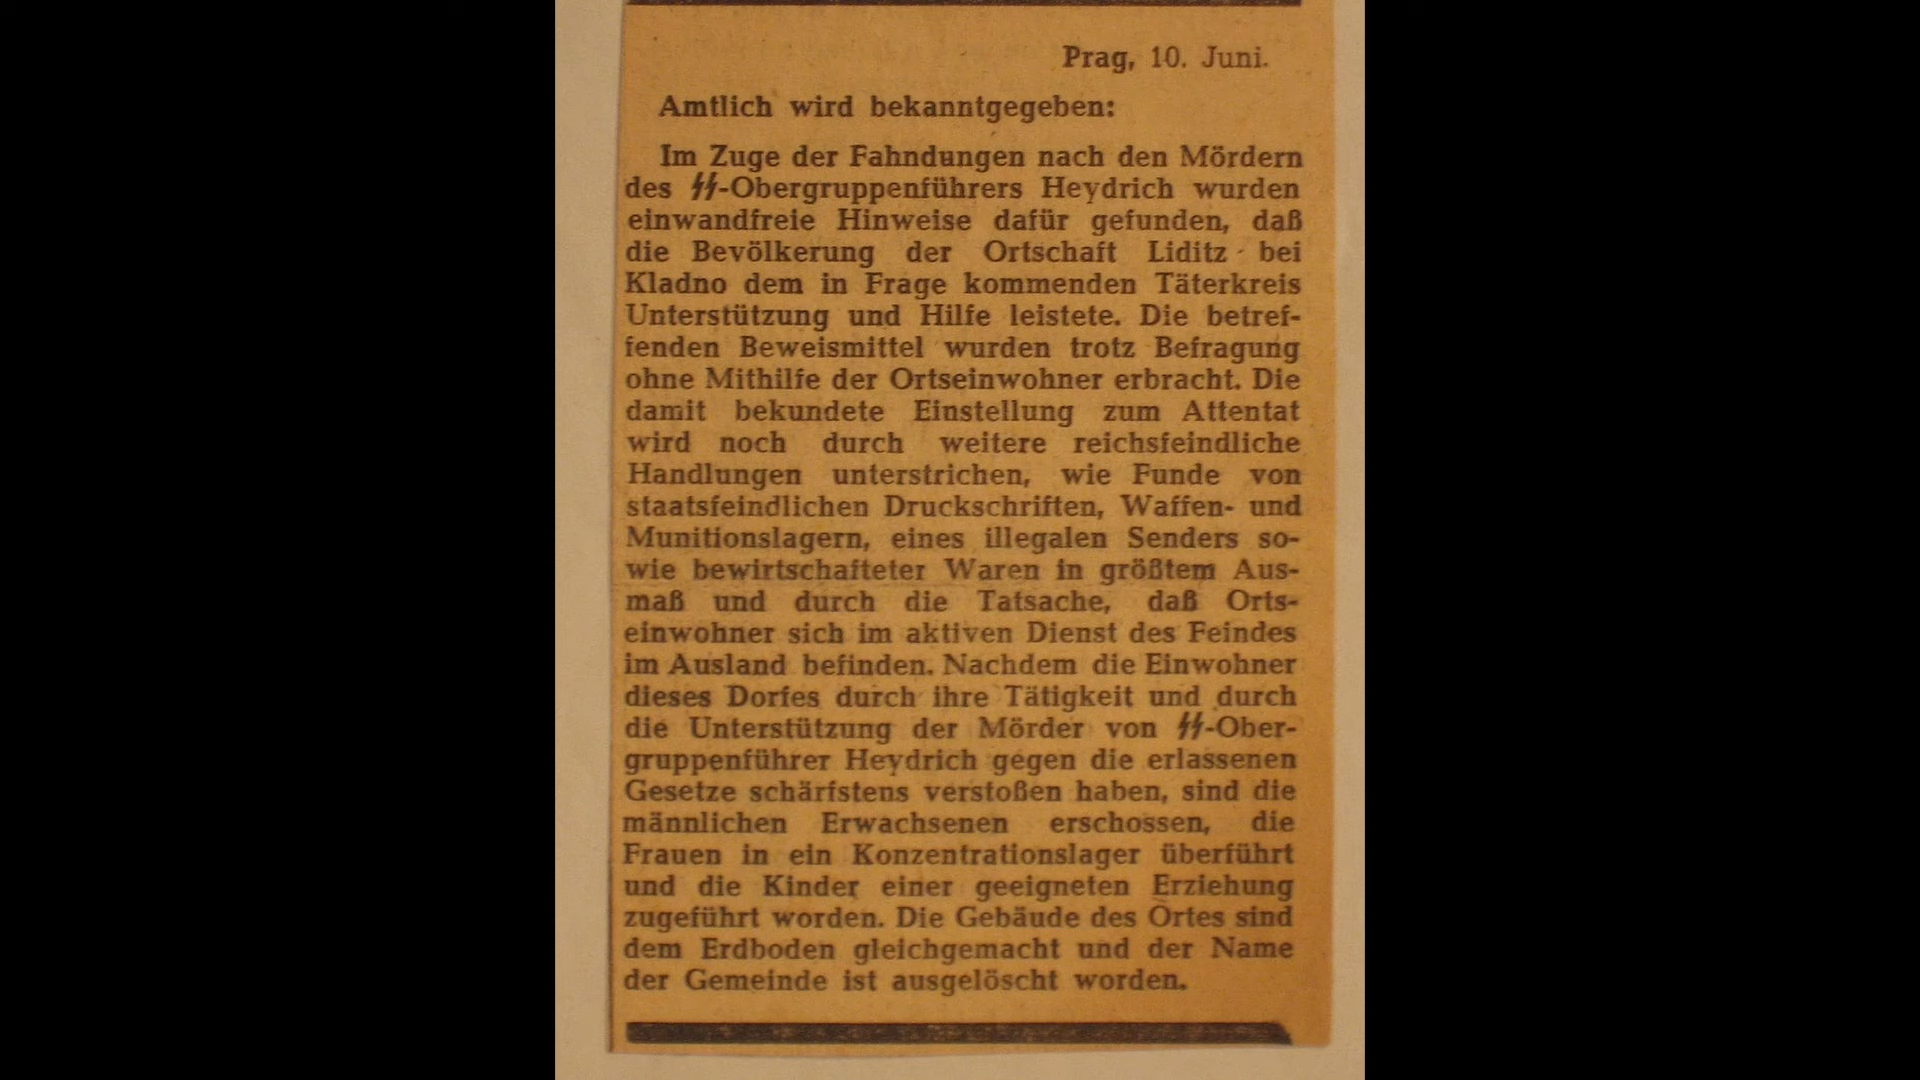 Prag, 10. Juni.
Amtlich wird bekanntgegeben:
Im Zuge der Fahndungen nach den Mördern
des SS-Obergruppenführers Heydrich wurden
einwandfreie Hinweise dafür gefunden, daß
die Bevölkerung der Ortschaft Liditz bei
Kladno dem in Frage kommenden Täterkreis
Unterstützung und Hilfe leistete. Die betref-
fenden Beweismittel wurden trotz Befragung
ohne Mithilfe der Ortseinwohner erbracht. Die
damit bekundete Einstellung zum Attentat
wird noch durch weitere reichsfeindliche
Handlungen unterstrichen, wie Funde von
staatsfeindlichen Druckschriften, Waffen- und
Munitionslagern, eines illegalen Senders so-
wie bewirtschafteter Waren in größtem Aus-
maß und durch die Tatsache, daß Orts-
einwohner sich im aktiven Dienst des Feindes
im Ausland befinden. Nachdem die Einwohner
dieses Dorfes durch ihre Tätigkeit und durch
die Unterstützung der Mörder von SS-Ober-
gruppenführer Heydrich gegen die erlassenen
Gesetze schärfstens verstoßen haben, sind die
männlichen Erwachsenen erschossen, die
Frauen in ein Konzentrationslager überführt
und die Kinder einer geeigneten Erziehung
zugeführt worden. Die Gebäude des Ortes sind
dem Erdboden gleichgemacht und der Name
der Gemeinde ist ausgelöscht worden.